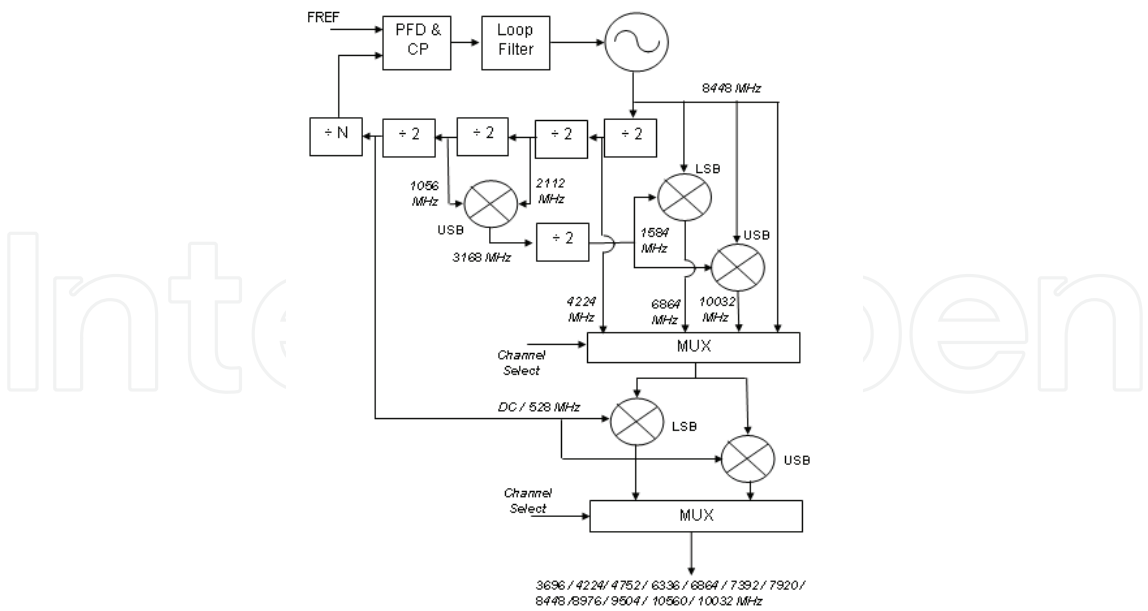 FREF
PFD &
CP
Loop
Filter
8448 MHz
÷ N
÷ 2
÷ 2
÷ 2
÷ 2
LSB
1056
MHz
2112
MHz
USB
1584
MHz
USB
÷ 2
3168 MHz
4224
MHz
6864
MHz
10032
MHz
MUX
Channel
Select
DC / 528 MHz
LSB
USB
Channel
Select
MUX
3696 / 4224/ 4752/ 6336 / 6864 / 7392 / 7920 /
8448 /8976 / 9504 / 10560 / 10032 MHz